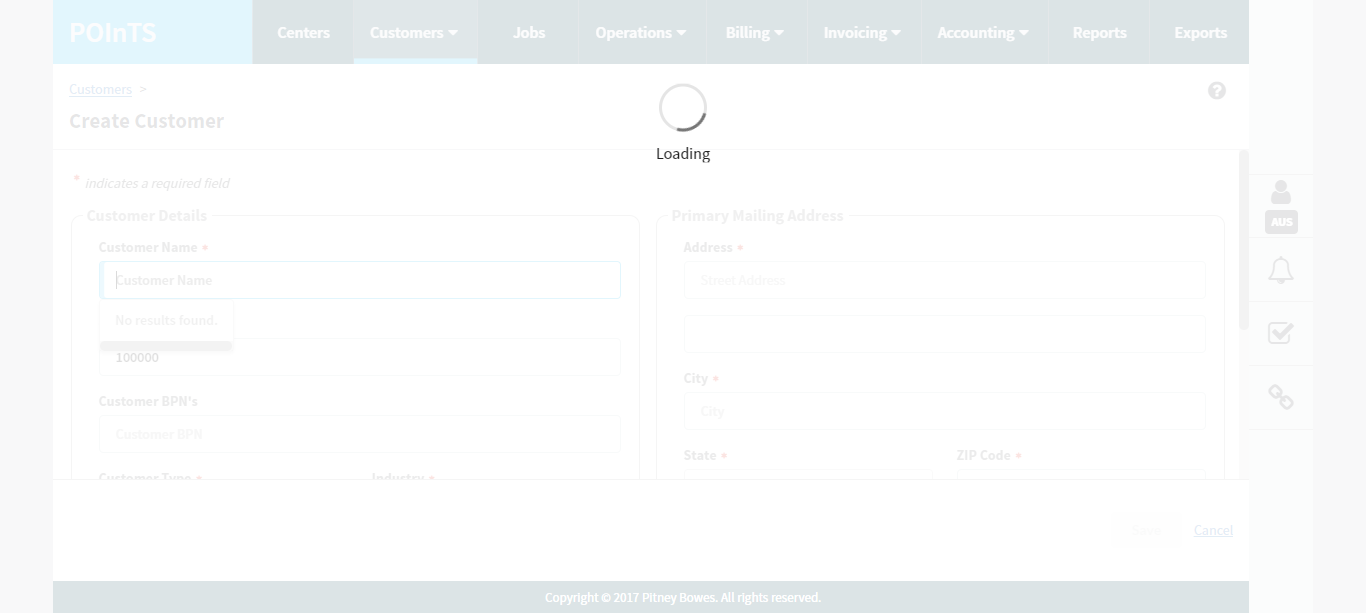 POInTS
Centers
Customers
Jobs
Operations
Billing
Invoicing
Accounting
Reports
Exports
Customers >
?
Create Customer
Loading
* indicates a required field
Customer Details
Customer Name *
Customer Name
No results found.
100000
Customer BPN's
Customer BPN
Customer Type *
Industry *
Primary Mailing Address
Address *
Street Address
City *
City
State *
ZIP Code *
AUS
Save
Cancel
Copyright © 2017 Pitney Bowes. All rights reserved.